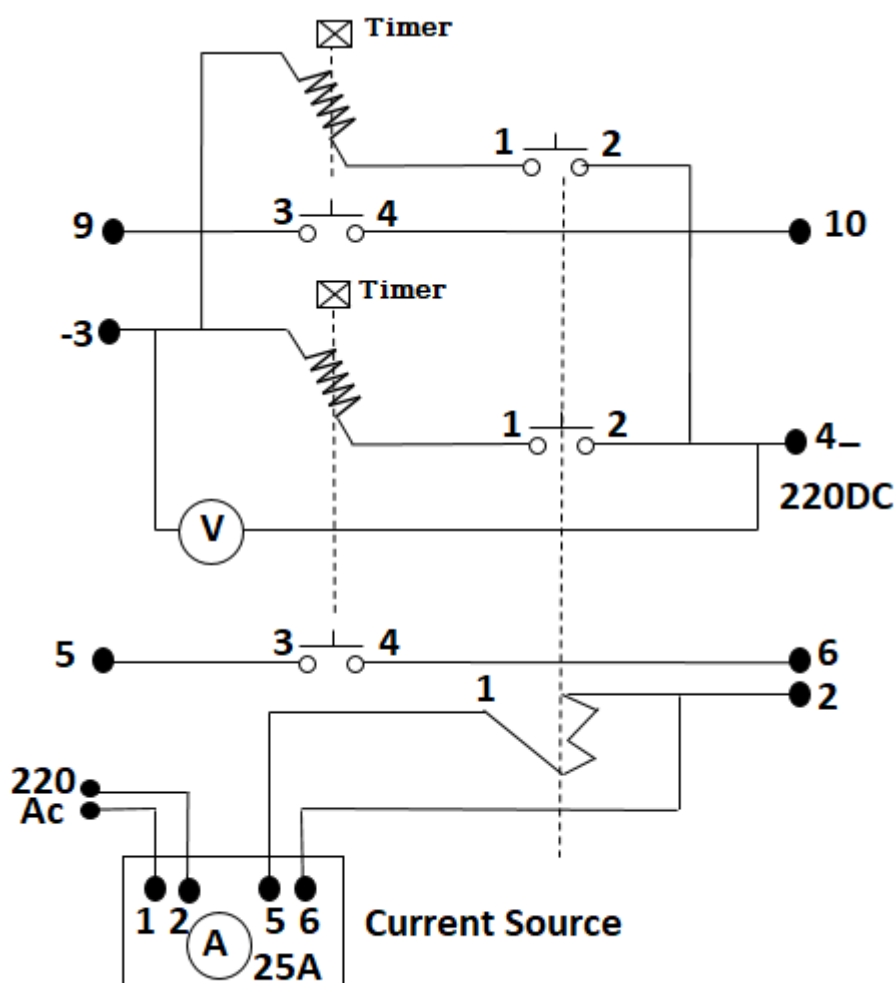 Timer
1 2
9 3 4 10
Timer
-3
1 2 4–
220DC
V
5 3 4 6
1 2
220
Ac
1 2 5 6
A 25A
Current Source